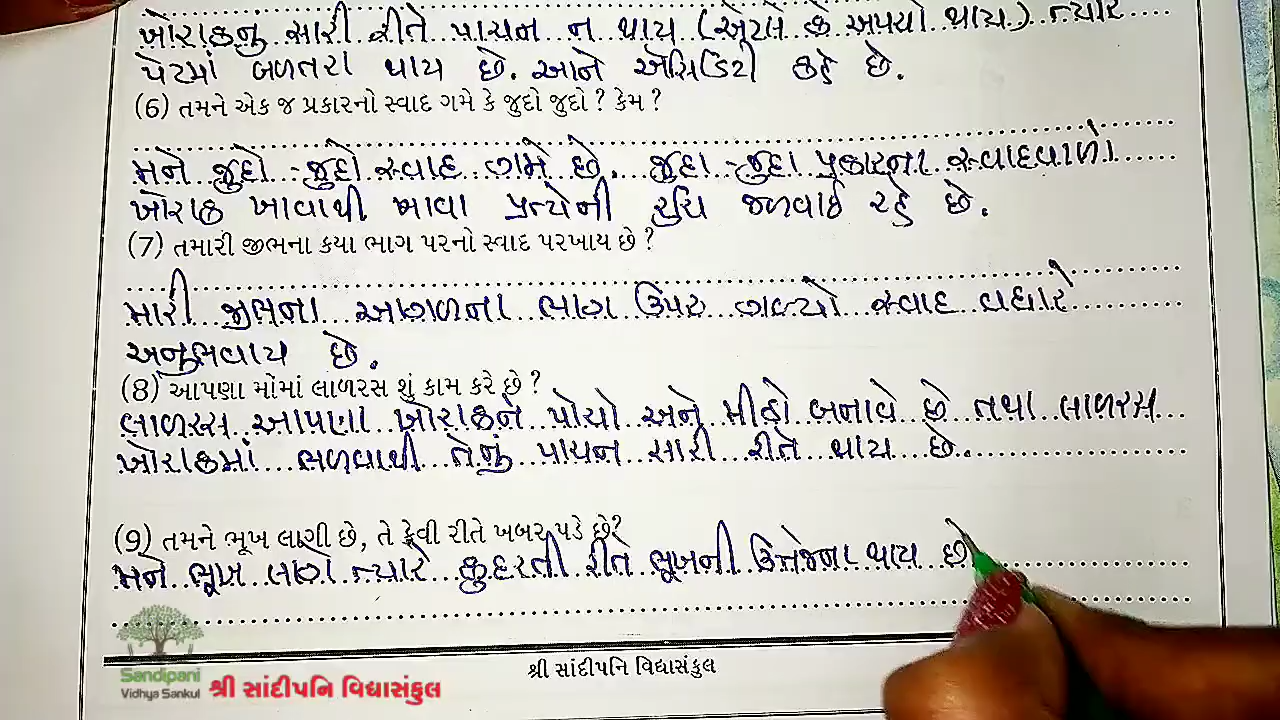 ખોરાકનું સારી રીતે પાચન ન થાય (એટલે કે અપચો થાય) ત્યારે
પેટમાં બળતરા થાય છે. આને એસિડિટી કહે છે.
(6) તમને એક જ પ્રકારનો સ્વાદ ગમે કે જુદો જુદો ? કેમ ?
મને જુદો - જુદો સ્વાદ ગમે છે. જુદા - જુદા પ્રકારના સ્વાદવાળો
ખોરાક ખાવાથી ખાવા પ્રત્યેની રુચિ જળવાઈ રહે છે.
(7) તમારી જીભના કયા ભાગ પરનો સ્વાદ પરખાય છે ?
મારી જીભના આગળના ભાગ ઉપર ગળ્યો સ્વાદ વધારે
અનુભવાય છે.
(8) આપણા મોંમાં લાળરસ શું કામ કરે છે ?
લાળરસ આપણા ખોરાકને પોચો અને મીઠો બનાવે છે તથા લાળરસ
ખોરાકમાં ભળવાથી તેનું પાચન સારી રીતે થાય છે.
(9) તમને ભૂખ લાગી છે, તે કેવી રીતે ખબર પડે છે?
મને ભૂખ લાગે ત્યારે કુદરતી રીતે ભૂખની ઉત્તેજના થાય છે
શ્રી સાંદીપનિ વિદ્યાસંકુલ
Sandipani
Vidhya Sankul
શ્રી સાંદીપનિ વિદ્યાસંકુલ